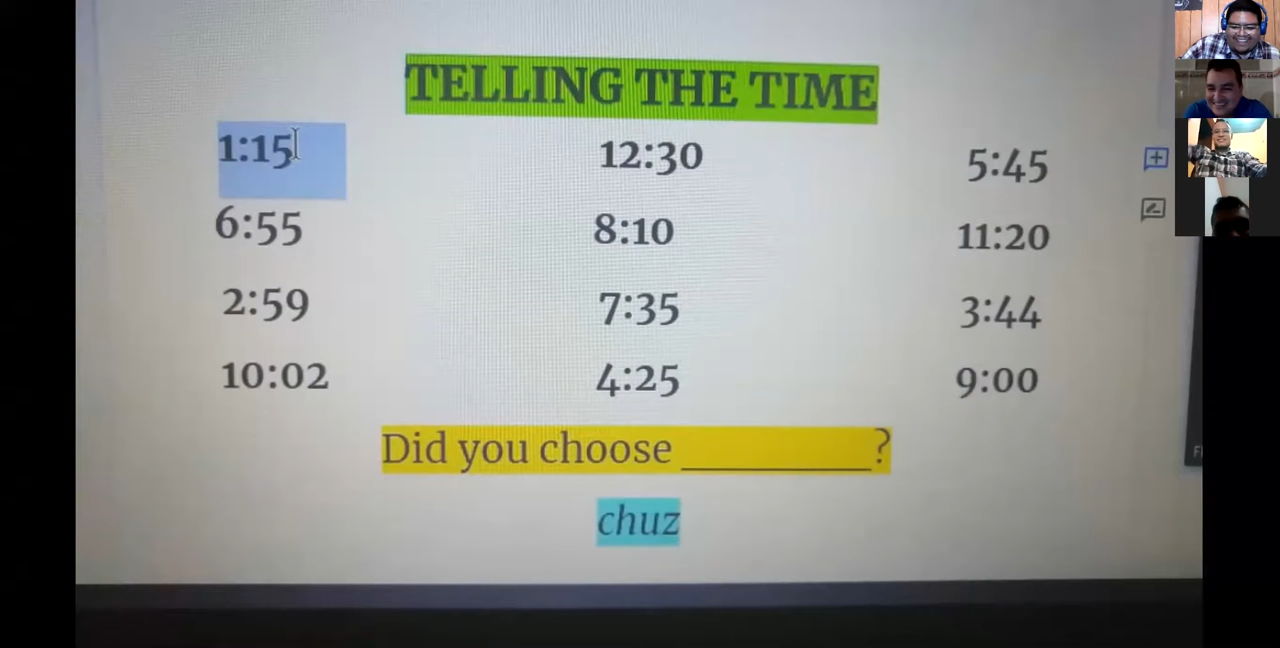 TELLING THE TIME
1:15 12:30 5:45
6:55 8:10 11:20
2:59 7:35 3:44
10:02 4:25 9:00
Did you choose __________?
chuz